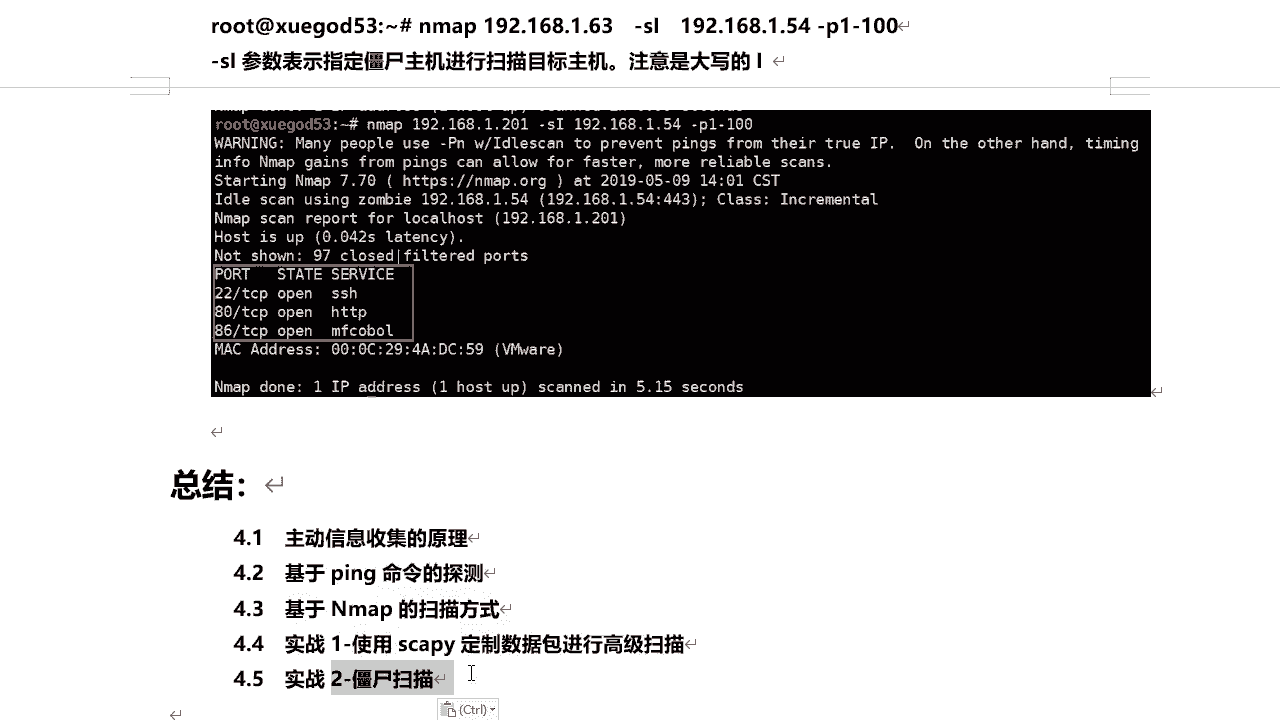 root@xuegod53:~# nmap 192.168.1.63 -sI 192.168.1.54 -p1-100
-sI 参数表示指定僵尸主机进行扫描目标主机。注意是大写的 I
root@xuegod53:~# nmap 192.168.1.201 -sI 192.168.1.54 -p1-100
WARNING: Many people use -Pn w/Idlescan to prevent pings from their true IP.  On the other hand, timing
info Nmap gains from pings can allow for faster, more reliable scans.
Starting Nmap 7.70 ( https://nmap.org ) at 2019-05-09 14:01 CST
Idle scan using zombie 192.168.1.54 (192.168.1.54:443); Class: Incremental
Nmap scan report for localhost (192.168.1.201)
Host is up (0.042s latency).
Not shown: 97 closed|filtered ports
PORT   STATE SERVICE
22/tcp open  ssh
80/tcp open  http
86/tcp open  mfcobol
MAC Address: 00:0C:29:4A:DC:59 (VMware)
Nmap done: 1 IP address (1 host up) scanned in 5.15 seconds
总结：
4.1 主动信息收集的原理
4.2 基于 ping 命令的探测
4.3 基于 Nmap 的扫描方式
4.4 实战 1-使用 scapy 定制数据包进行高级扫描
4.5 实战 2-僵尸扫描
(Ctrl)